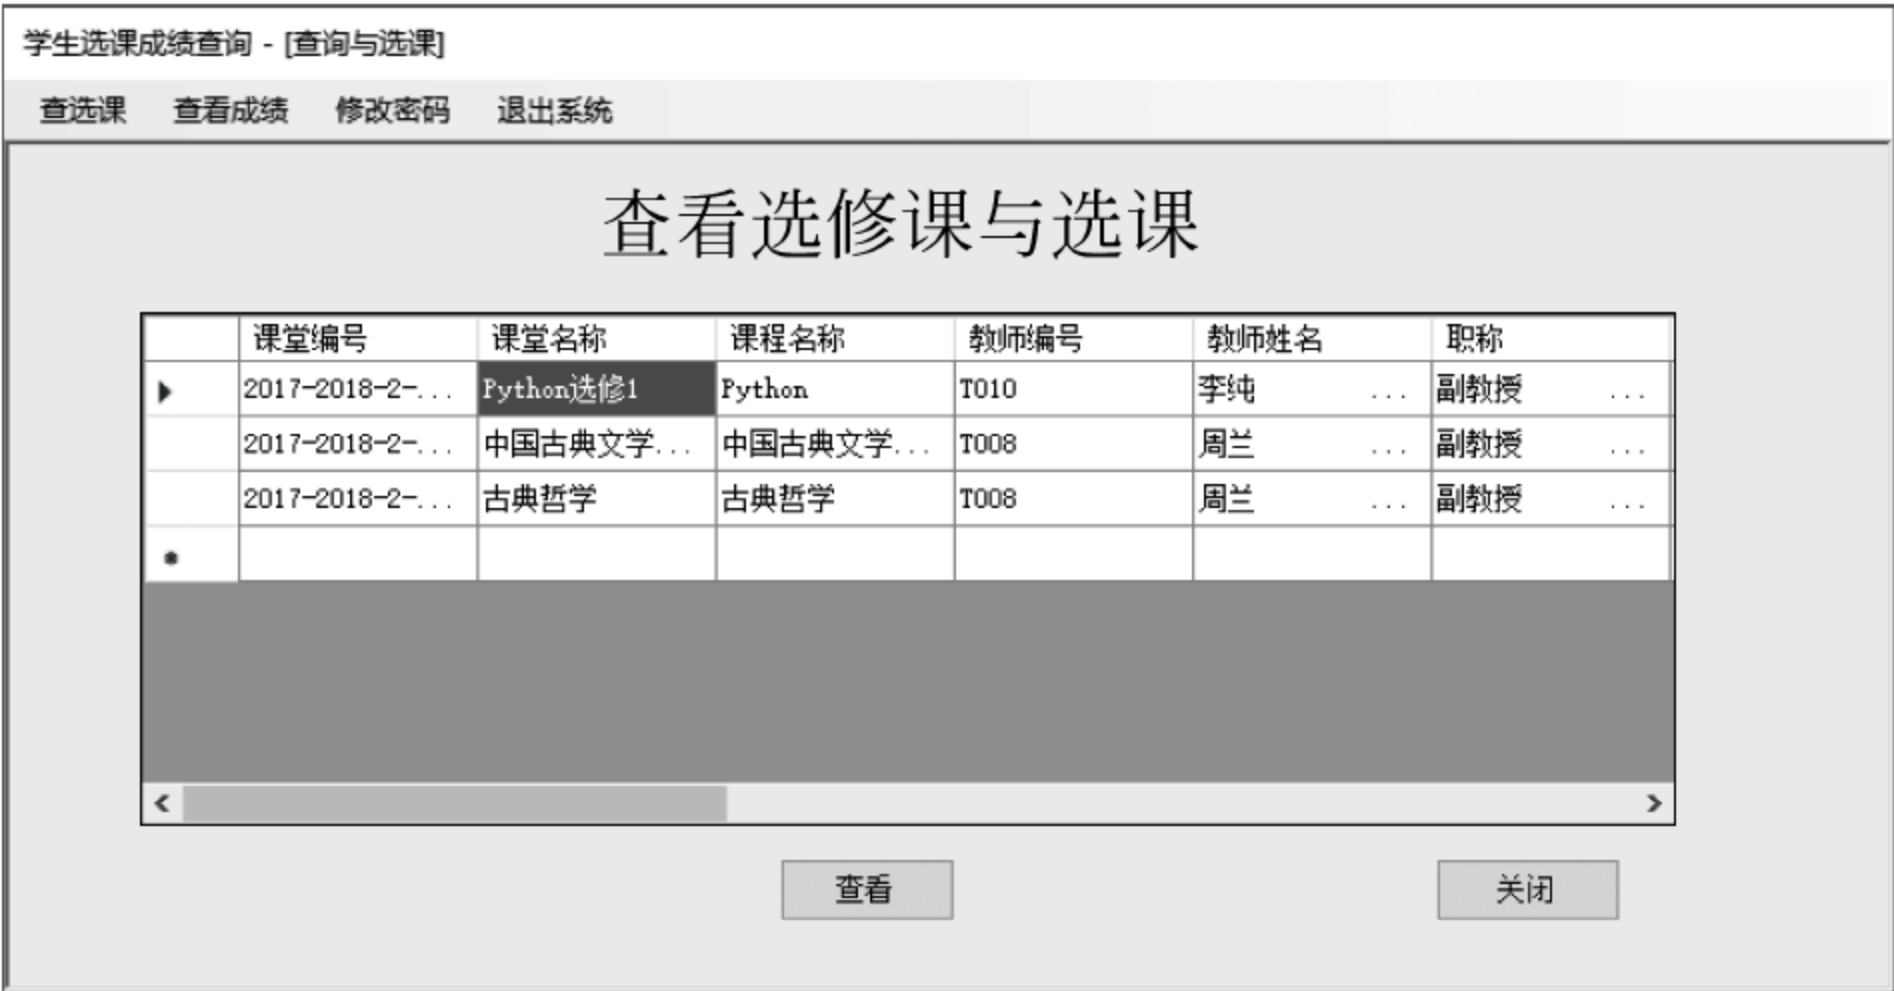 学生选课成绩查询 - [查询与选课]
查选课 查看成绩 修改密码 退出系统
查看选修课与选课
课堂编号 课堂名称 课程名称 教师编号 教师姓名 职称
2017-2018-2-... Python选修1 Python T010 李纯 ... 副教授 ...
2017-2018-2-... 中国古典文学... 中国古典文学... T008 周兰 ... 副教授 ...
2017-2018-2-... 古典哲学 古典哲学 T008 周兰 ... 副教授 ...
查看 关闭